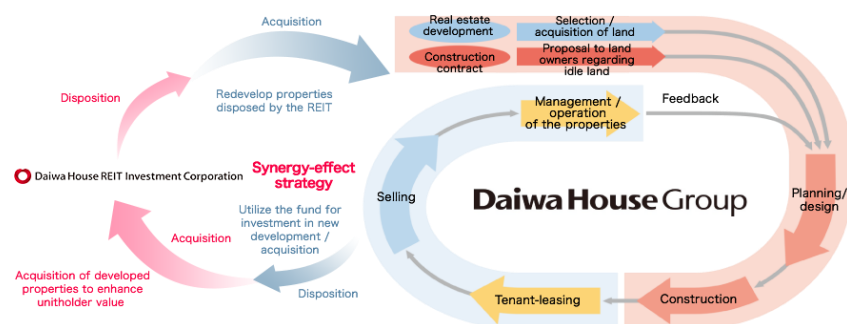 Acquisition
Real estate
development
Selection /
acquisition of land
Construction
contract
Proposal to land
owners regarding
idle land
Disposition
Redevelop properties
disposed by the REIT
Management /
operation
of the properties
Feedback
Daiwa House REIT Investment Corporation
Synergy-effect
strategy
Selling
Daiwa House Group
Planning/
design
Utilize the fund for
investment in new
development /
acquisition
Acquisition
Acquisition of developed
properties to enhance
unitholder value
Disposition
Tenant-leasing
Construction